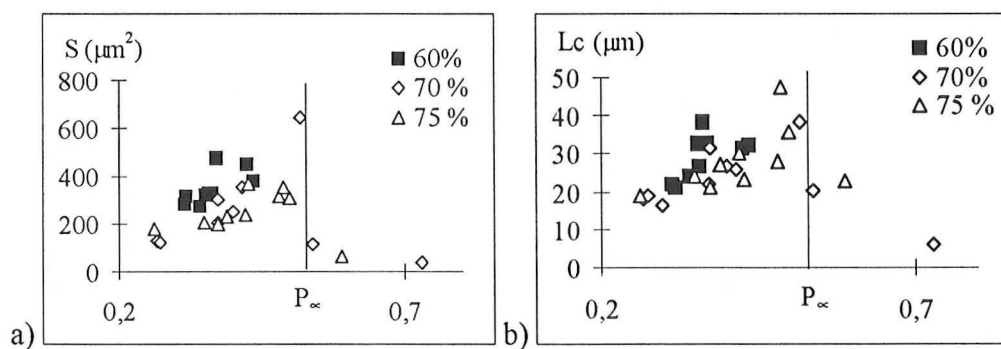 a)
S (μm²)
■ 60%
◇ 70 %
△ 75 %
800
600
400
200
0
0,2
P∞
0,7
b)
Lc (μm)
■ 60%
◇ 70%
△ 75 %
50
40
30
20
10
0
0,2
P∞
0,7